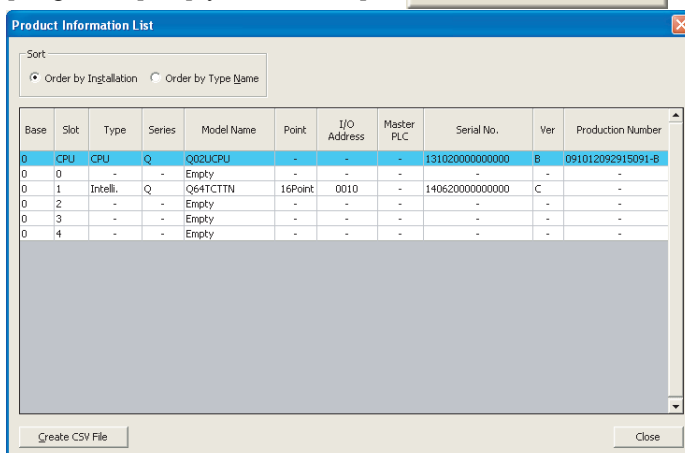 Product Information List
Sort
Order by Installation Order by Type Name
Base Slot Type Series Model Name Point I/O Address Master PLC Serial No. Ver Production Number
0 CPU CPU Q Q02UCPU - - - 131020000000000 B 091012092915091-B
0 0 - - Empty - - - - - -
0 1 Intelli. Q Q64TCTTN 16Point 0010 - 140620000000000 C -
0 2 - - Empty - - - - - -
0 3 - - Empty - - - - - -
0 4 - - Empty - - - - - -
Create CSV File Close